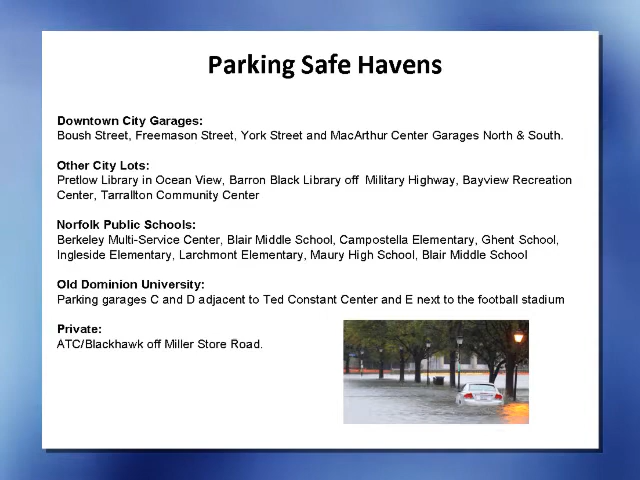 Parking Safe Havens
Downtown City Garages:
Boush Street, Freemason Street, York Street and MacArthur Center Garages North & South.
Other City Lots:
Pretlow Library in Ocean View, Barron Black Library off Military Highway, Bayview Recreation
Center, Tarrallton Community Center
Norfolk Public Schools:
Berkeley Multi-Service Center, Blair Middle School, Campostella Elementary, Ghent School,
Ingleside Elementary, Larchmont Elementary, Maury High School, Blair Middle School
Old Dominion University:
Parking garages C and D adjacent to Ted Constant Center and E next to the football stadium
Private:
ATC/Blackhawk off Miller Store Road.